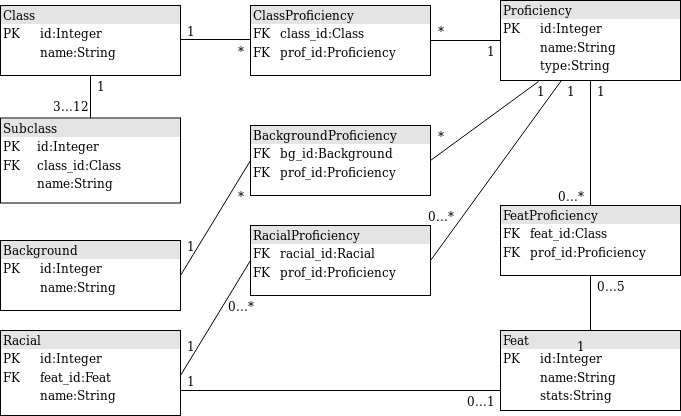 Class
PK id:Integer
name:String
1
*
ClassProficiency
FK class_id:Class
FK prof_id:Proficiency
*
1
Proficiency
PK id:Integer
name:String
type:String
1
3...12
Subclass
PK id:Integer
FK class_id:Class
name:String
BackgroundProficiency
FK bg_id:Background
FK prof_id:Proficiency
*
*
1
1
1
1
0...*
0...*
Background
PK id:Integer
name:String
RacialProficiency
FK racial_id:Racial
FK prof_id:Proficiency
0...*
FeatProficiency
FK feat_id:Class
FK prof_id:Proficiency
0...5
1
Racial
PK id:Integer
FK feat_id:Feat
name:String
1
1
0...1
Feat
PK id:Integer
name:String
stats:String